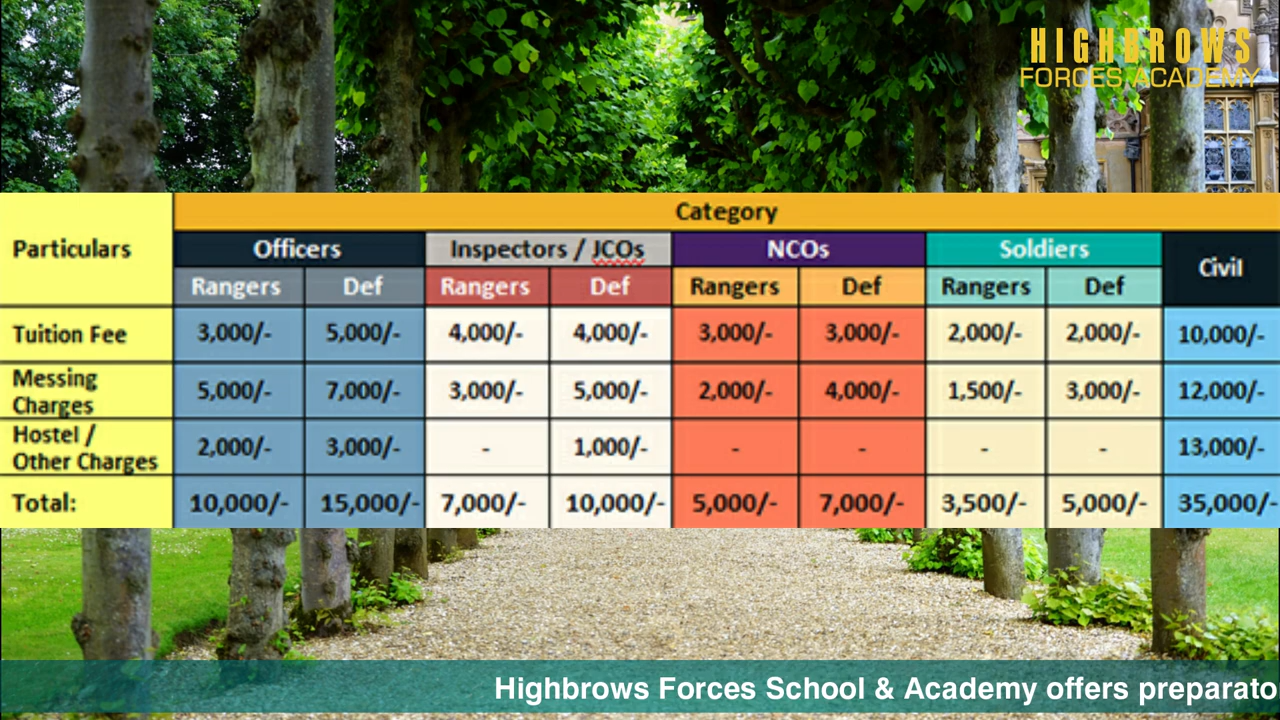 HIGHBROWS
FORCES ACADEMY
Category
Particulars Officers Inspectors / JCOs NCOs Soldiers Civil
Rangers Def Rangers Def Rangers Def Rangers Def
Tuition Fee 3,000/- 5,000/- 4,000/- 4,000/- 3,000/- 3,000/- 2,000/- 2,000/- 10,000/-
Messing
Charges 5,000/- 7,000/- 3,000/- 5,000/- 2,000/- 4,000/- 1,500/- 3,000/- 12,000/-
Hostel /
Other Charges 2,000/- 3,000/- - 1,000/- - - - - 13,000/-
Total: 10,000/- 15,000/- 7,000/- 10,000/- 5,000/- 7,000/- 3,500/- 5,000/- 35,000/-
Highbrows Forces School & Academy offers preparato